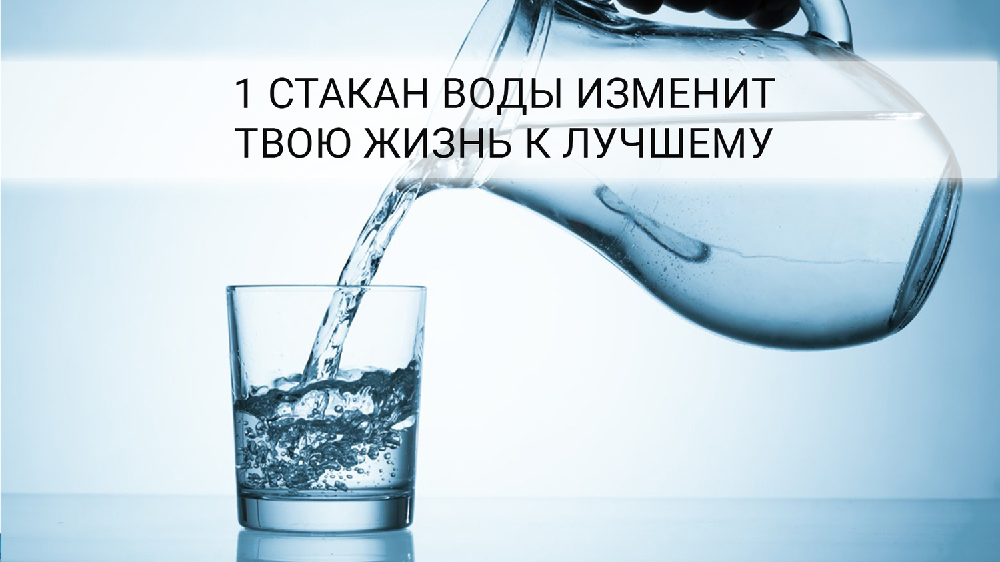 1 СТАКАН ВОДЫ ИЗМЕНИТ
ТВОЮ ЖИЗНЬ К ЛУЧШЕМУ